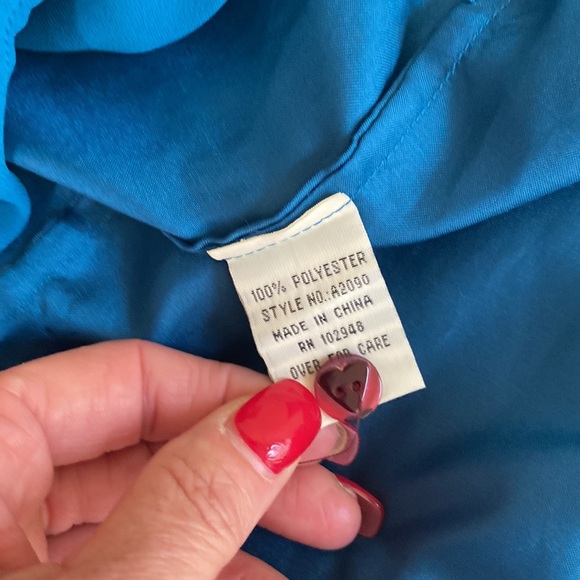 100% POLYESTER
STYLE NO.:A2090
MADE IN CHINA
RN 102948
OVER FOR CARE